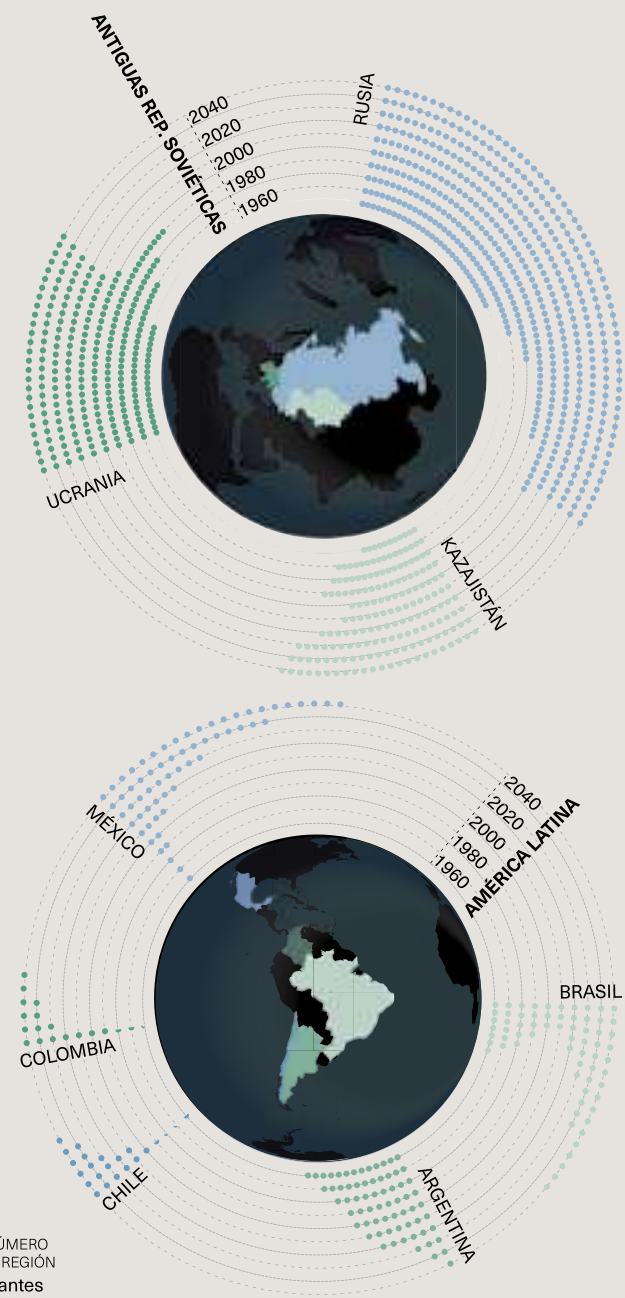 ANTIGUAS REP. SOVIÉTICAS
2040
2020
2000
1980
1960
RUSIA
UCRANIA
KAZAJISTÁN
MÉXICO
2040
2020
2000
1980
1960
AMÉRICA LATINA
BRASIL
COLOMBIA
CHILE
ARGENTINA
ÚMERO
REGIÓN
antes